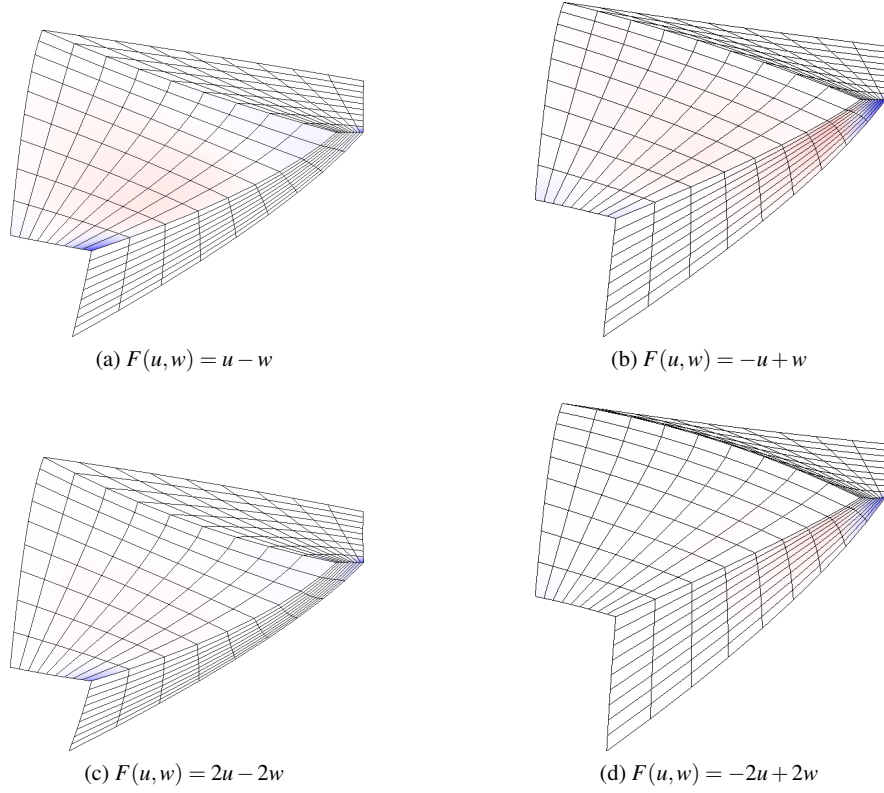 (a) F(u,w) = u − w
(b) F(u,w) = −u + w
(c) F(u,w) = 2u − 2w
(d) F(u,w) = −2u + 2w